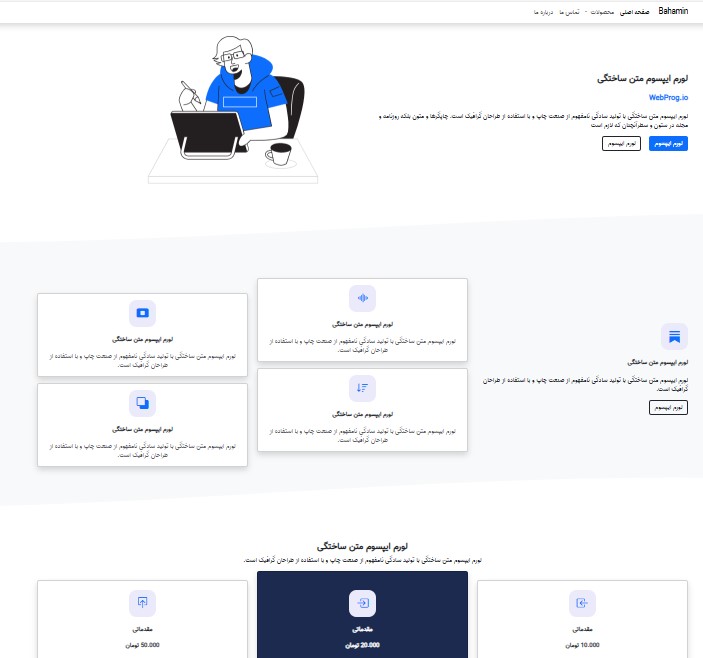 Bahamin صفحه اصلی محصولات تماس ما درباره ما
لورم ایپسوم متن ساختگی
WebProg.io
لورم ایپسوم متن ساختگی با تولید سادگی نامفهوم از صنعت چاپ و با استفاده از طراحان گرافیک است. چاپگرها و متون بلکه روزنامه و
مجله در ستون و سطرآنچنان که لازم است
لورم ایپسوم لورم ایپسوم
لورم ایپسوم متن ساختگی
لورم ایپسوم متن ساختگی با تولید سادگی نامفهوم از صنعت چاپ و با استفاده از طراحان
گرافیک است.
لورم ایپسوم
لورم ایپسوم متن ساختگی
لورم ایپسوم متن ساختگی با تولید سادگی نامفهوم از صنعت چاپ و با استفاده از
طراحان گرافیک است.
لورم ایپسوم متن ساختگی
لورم ایپسوم متن ساختگی با تولید سادگی نامفهوم از صنعت چاپ و با استفاده از
طراحان گرافیک است.
لورم ایپسوم متن ساختگی
لورم ایپسوم متن ساختگی با تولید سادگی نامفهوم از صنعت چاپ و با استفاده از
طراحان گرافیک است.
لورم ایپسوم متن ساختگی
لورم ایپسوم متن ساختگی با تولید سادگی نامفهوم از صنعت چاپ و با استفاده از
طراحان گرافیک است.
لورم ایپسوم متن ساختگی
لورم ایپسوم متن ساختگی با تولید سادگی نامفهوم از صنعت چاپ و با استفاده از طراحان گرافیک است.
مقدماتی
10.000 تومان
مقدماتی
20.000 تومان
مقدماتی
50.000 تومان